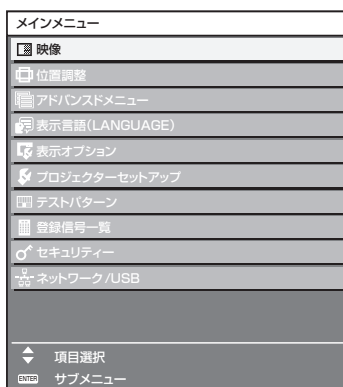 メインメニュー
映像
位置調整
アドバンスドメニュー
表示言語(LANGUAGE)
表示オプション
プロジェクターセットアップ
テストパターン
登録信号一覧
セキュリティー
ネットワーク/USB
項目選択
ENTER サブメニュー